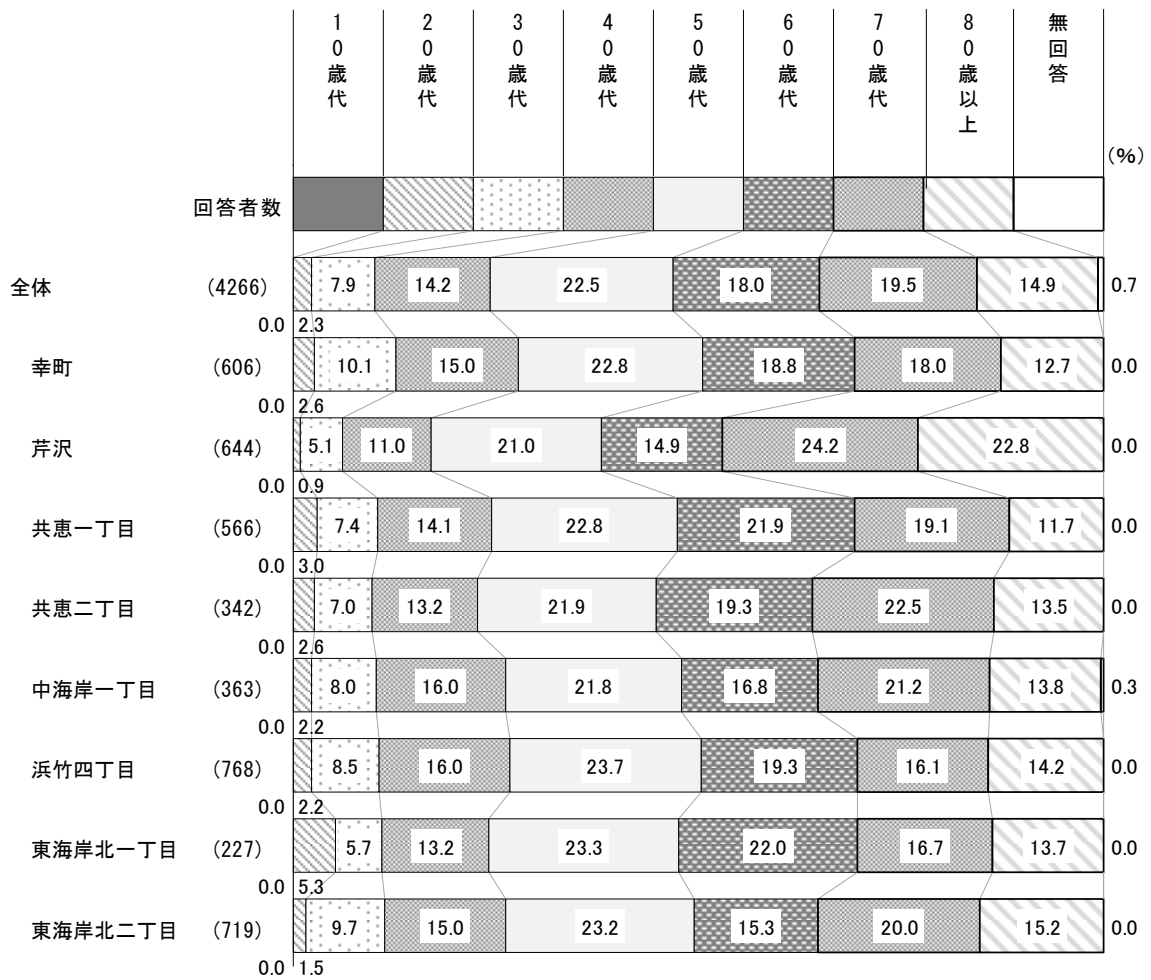 10歳代
20歳代
30歳代
40歳代
50歳代
60歳代
70歳代
80歳以上
無回答
(%)
回答者数
全体 (4266) 7.9 14.2 22.5 18.0 19.5 14.9 0.7
0.0 2.3
幸町 (606) 10.1 15.0 22.8 18.8 18.0 12.7 0.0
0.0 2.6
芹沢 (644) 5.1 11.0 21.0 14.9 24.2 22.8 0.0
0.0 0.9
共恵一丁目 (566) 7.4 14.1 22.8 21.9 19.1 11.7 0.0
0.0 3.0
共恵二丁目 (342) 7.0 13.2 21.9 19.3 22.5 13.5 0.0
0.0 2.6
中海岸一丁目 (363) 8.0 16.0 21.8 16.8 21.2 13.8 0.3
0.0 2.2
浜竹四丁目 (768) 8.5 16.0 23.7 19.3 16.1 14.2 0.0
0.0 2.2
東海岸北一丁目 (227) 5.7 13.2 23.3 22.0 16.7 13.7 0.0
0.0 5.3
東海岸北二丁目 (719) 9.7 15.0 23.2 15.3 20.0 15.2 0.0
0.0 1.5